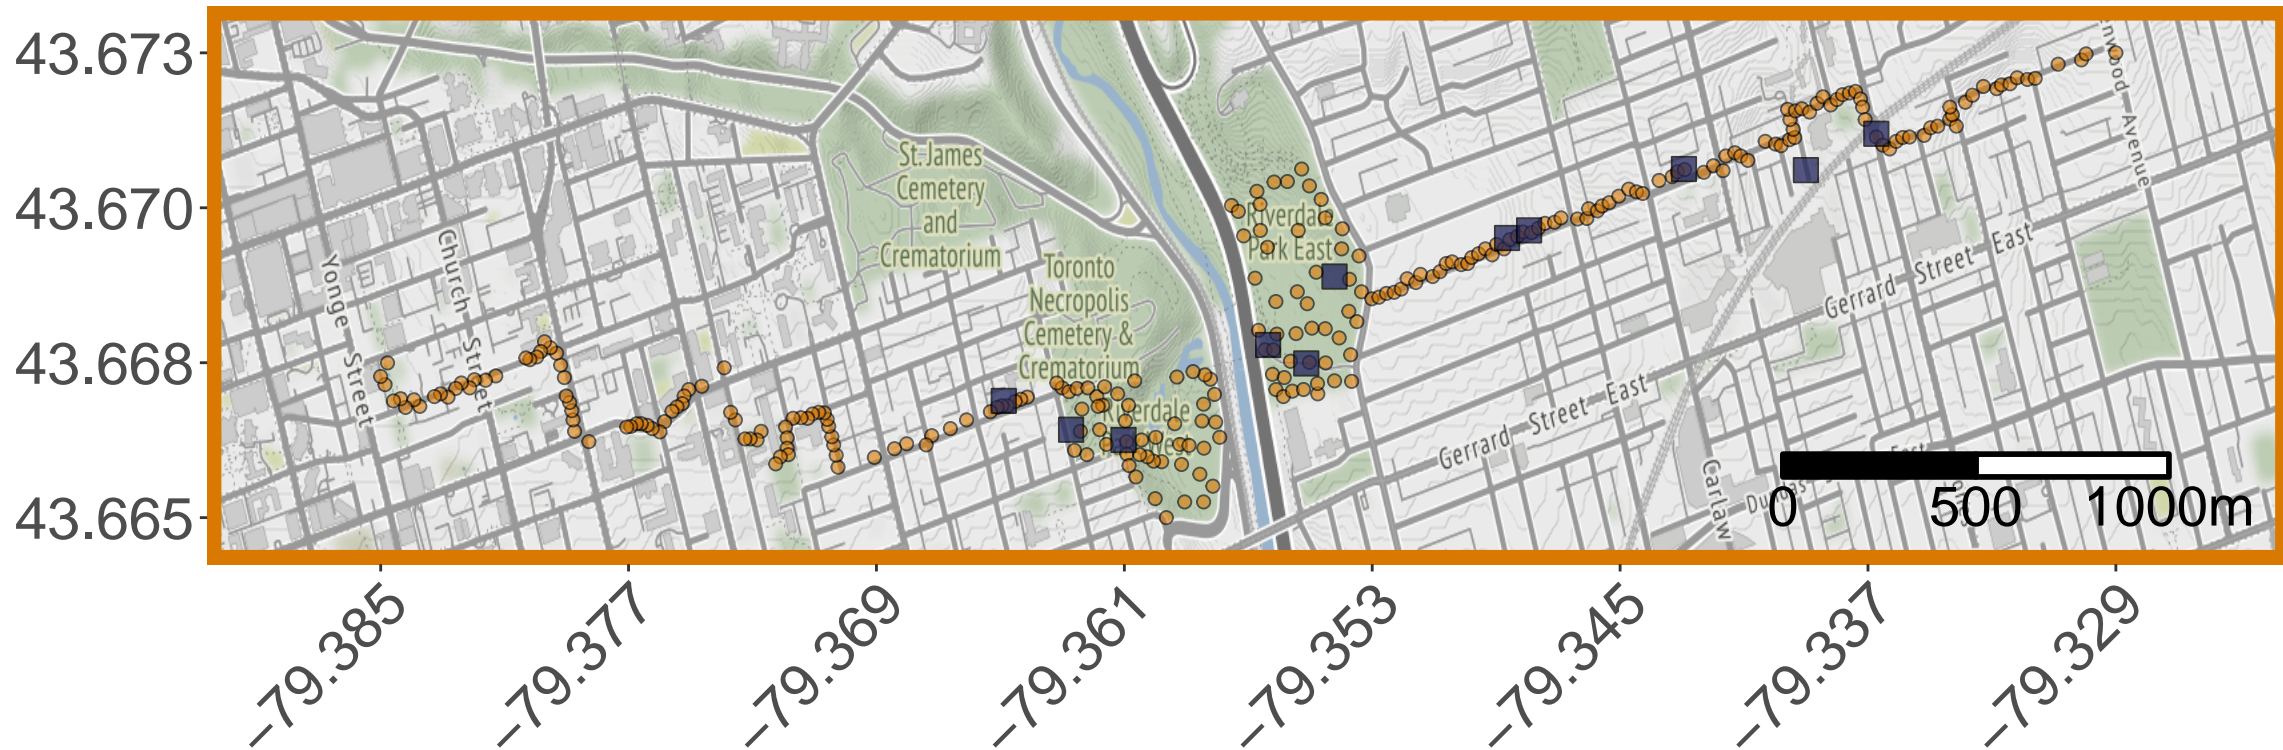 43.673
43.670
43.668
43.665
St. James
Cemetery
and
Crematorium
Toronto
Necropolis
Cemetery &
Crematorium
Riverdale
Park East
Riverdale
West
Yonge Street
Church Street
Gerrard Street East
Gerrard Street East
Carlaw
Avenue
East
0 500 1000m
−79.385
−79.377
−79.369
−79.361
−79.353
−79.345
−79.337
−79.329